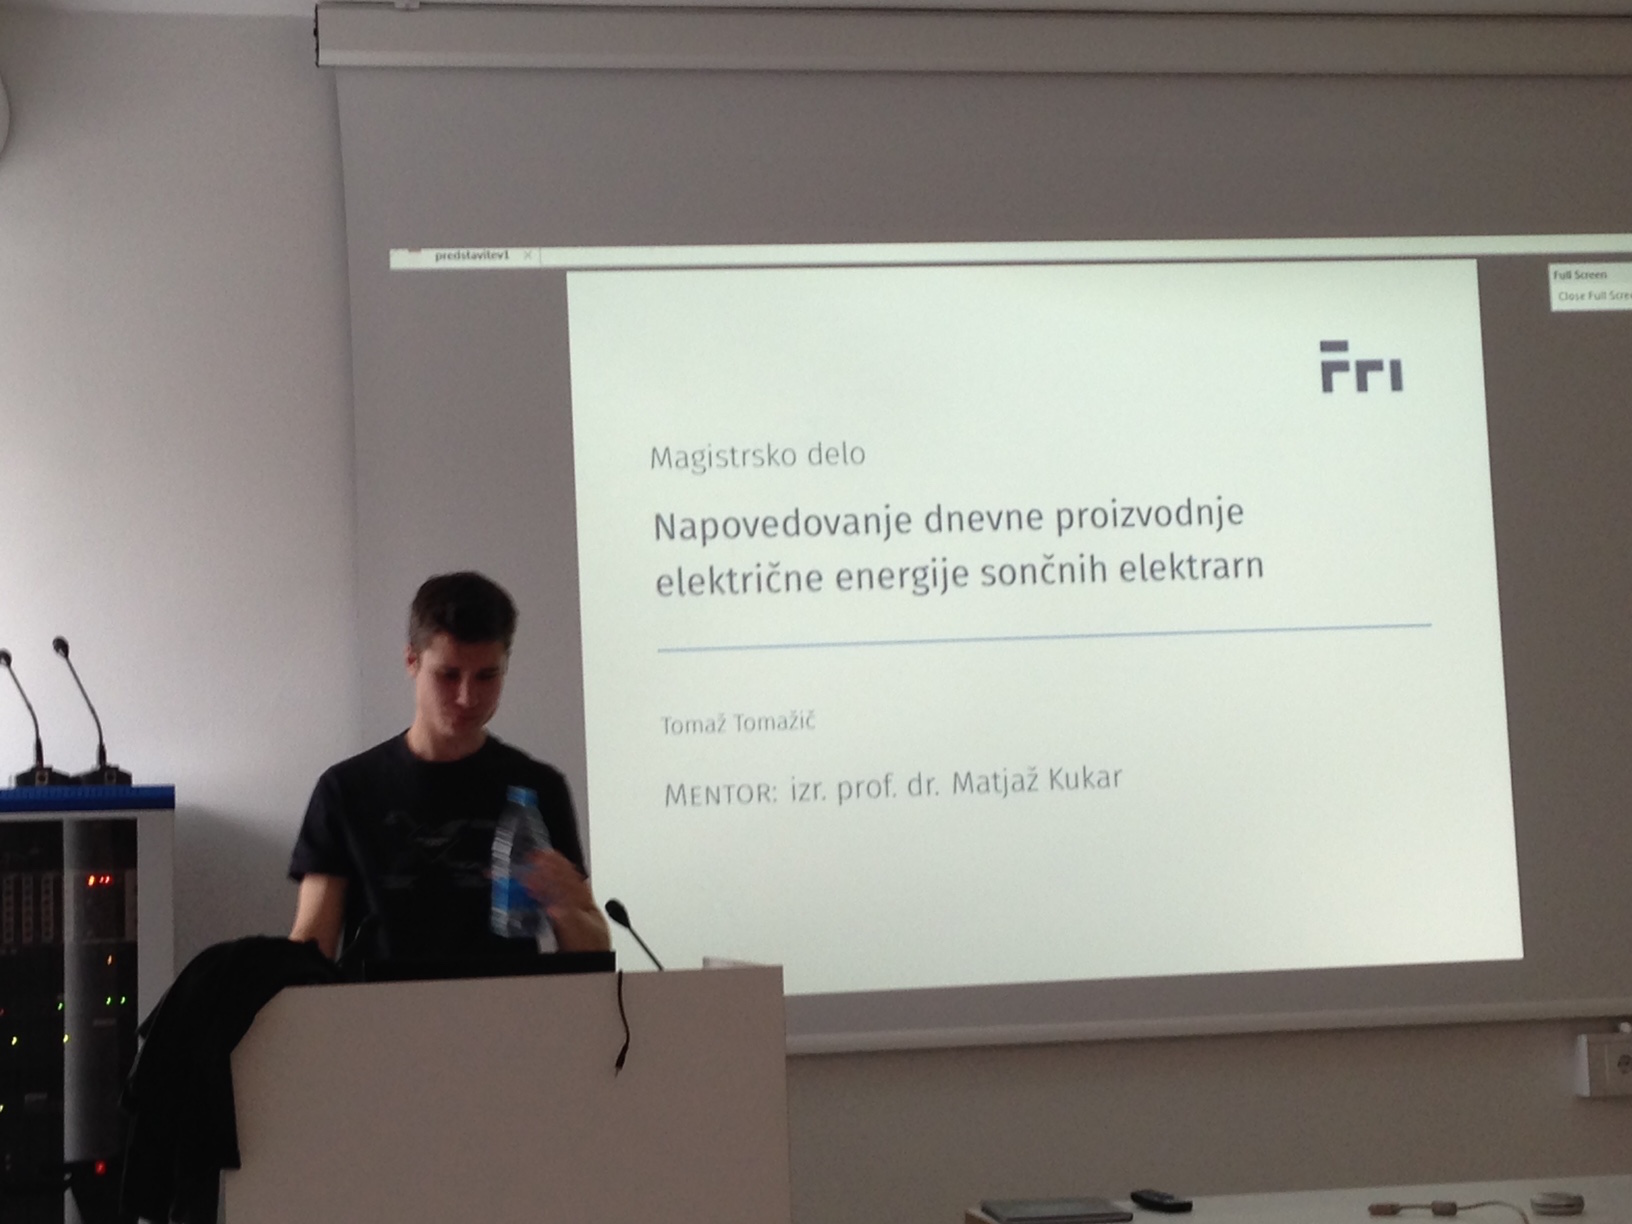 predstavitev1
Full Screen
Close Full Scre
Fri
Magistrsko delo
Napovedovanje dnevne proizvodnje
električne energije sončnih elektrarn
Tomaž Tomažič
MENTOR: izr. prof. dr. Matjaž Kukar